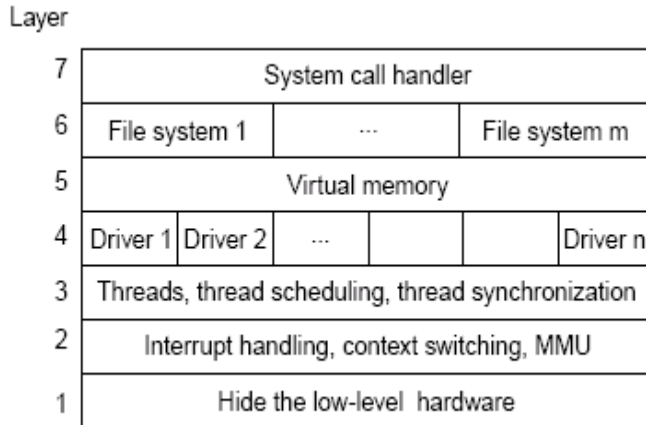 Layer
7 System call handler
6 File system 1 ... File system m
5 Virtual memory
4 Driver 1 Driver 2 ... Driver n
3 Threads, thread scheduling, thread synchronization
2 Interrupt handling, context switching, MMU
1 Hide the low-level hardware